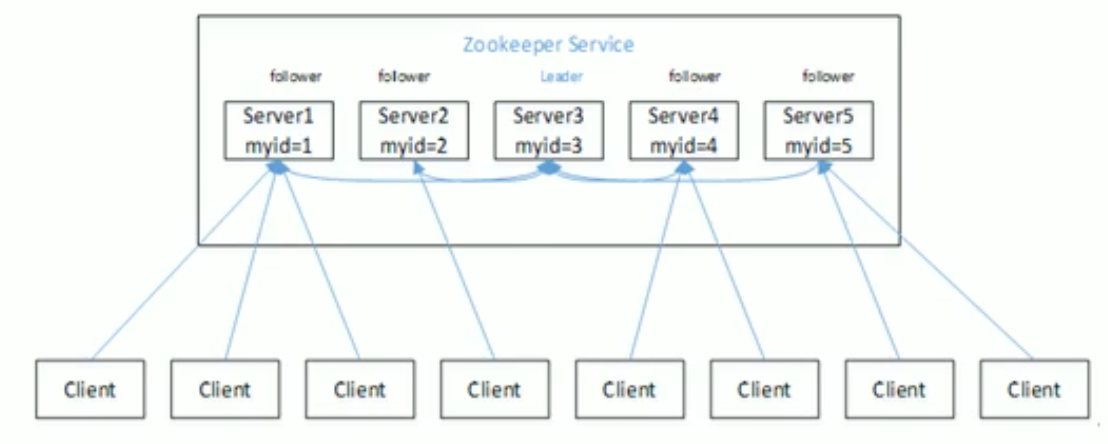 Zookeeper Service
follower follower Leader follower follower
Server1 Server2 Server3 Server4 Server5
myid=1 myid=2 myid=3 myid=4 myid=5
Client Client Client Client Client Client Client Client